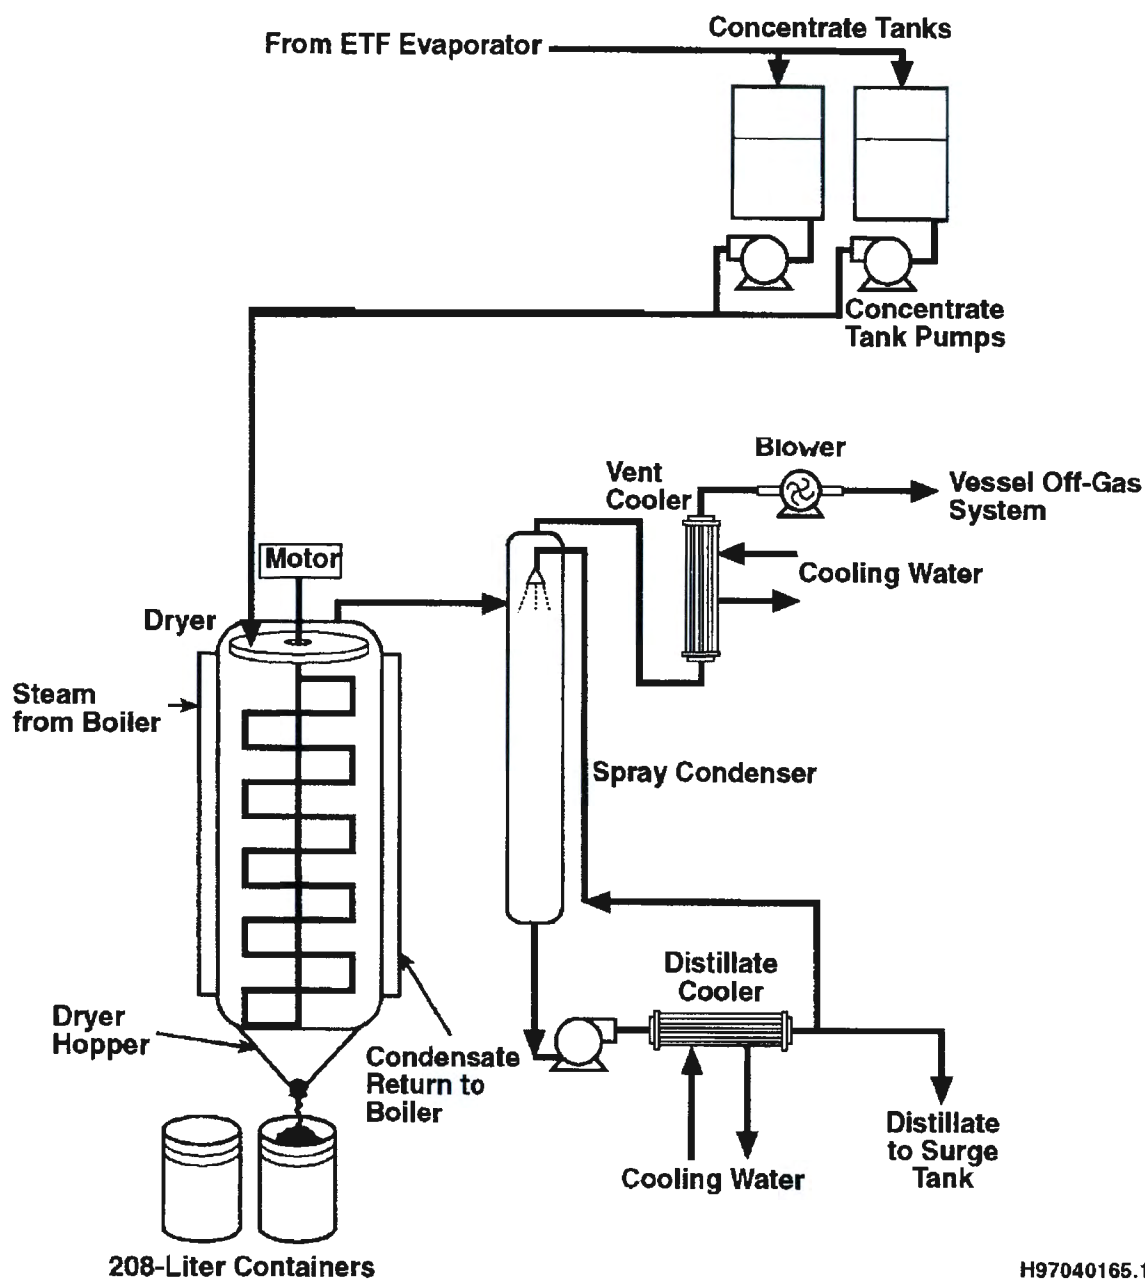 Concentrate Tanks
From ETF Evaporator
Concentrate
Tank Pumps
Blower
Vent
Cooler
Vessel Off-Gas
System
Cooling Water
Motor
Dryer
Steam
from Boiler
Spray Condenser
Distillate
Cooler
Dryer
Hopper
Condensate
Return to
Boiler
Distillate
to Surge
Tank
Cooling Water
208-Liter Containers
H97040165.1